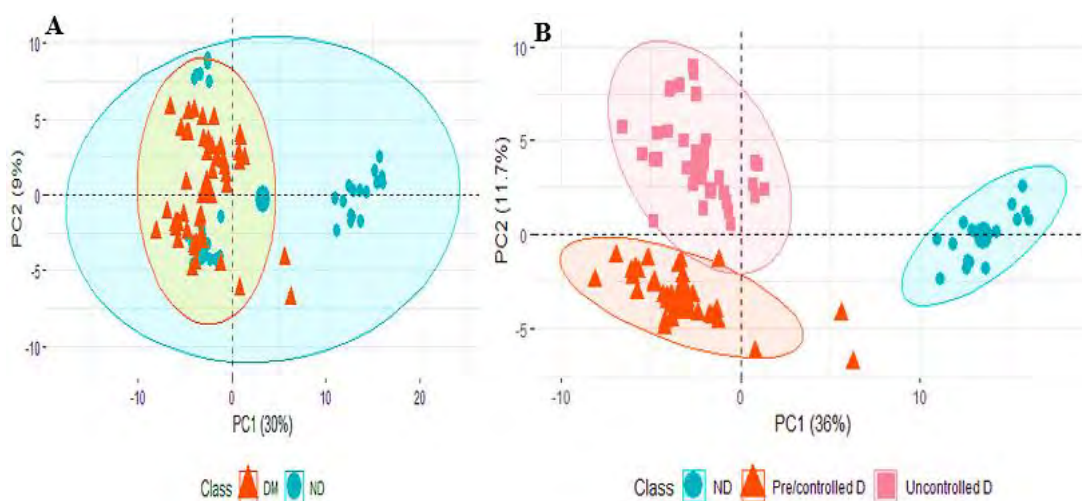 A
10
5
0
-5
-10
PC2 (9%)
-10
0
10
20
PC1 (30%)
Class DM ND
B
10
5
0
-5
PC2 (11.7%)
-10
0
10
PC1 (36%)
Class ND Pre/controlled D Uncontrolled D